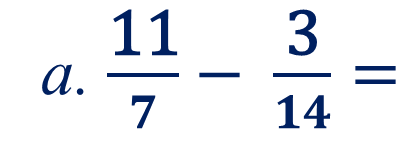 a. 11/7 − 3/14 =